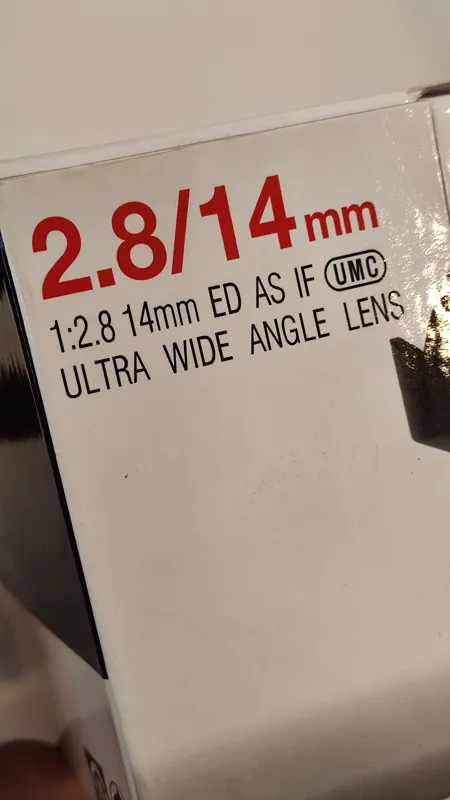 2.8/14mm
1:2.8 14mm ED AS IF UMC
ULTRA WIDE ANGLE LENS